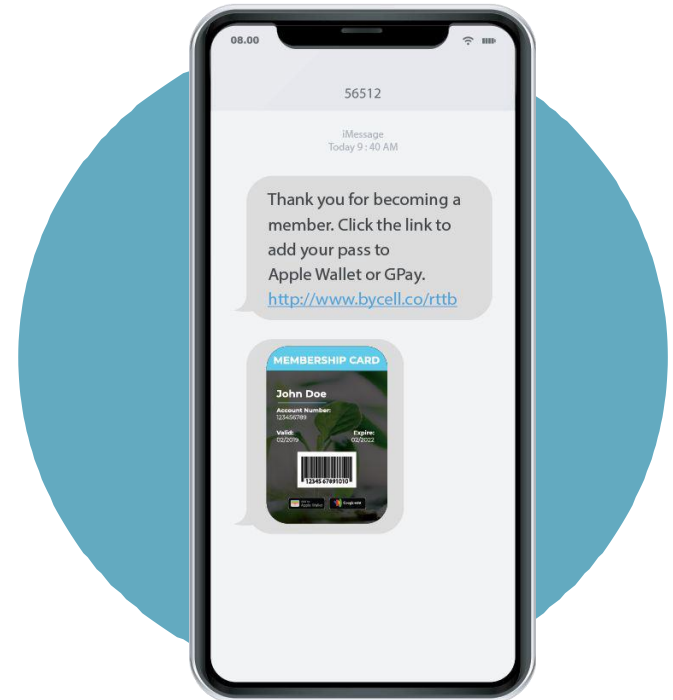 08.00
56512
iMessage
Today 9 : 40 AM
Thank you for becoming a
member. Click the link to
add your pass to
Apple Wallet or GPay.
http://www.bycell.co/rttb
MEMBERSHIP CARD
John Doe
Account Number:
123456789
Valid: Expire:
02/2019 02/2022
12345 67891010
Apple Wallet